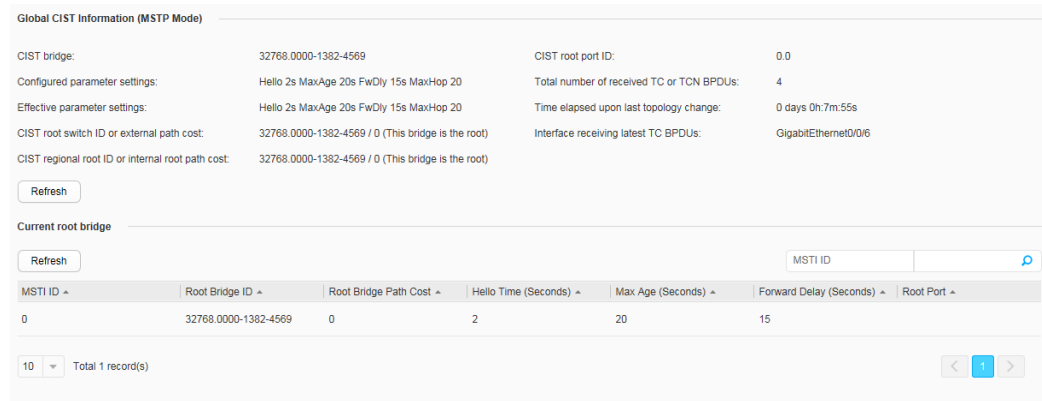 Global CIST Information (MSTP Mode)
CIST bridge: 32768.0000-1382-4569 CIST root port ID: 0.0
Configured parameter settings: Hello 2s MaxAge 20s FwDly 15s MaxHop 20 Total number of received TC or TCN BPDUs: 4
Effective parameter settings: Hello 2s MaxAge 20s FwDly 15s MaxHop 20 Time elapsed upon last topology change: 0 days 0h:7m:55s
CIST root switch ID or external path cost: 32768.0000-1382-4569 / 0 (This bridge is the root) Interface receiving latest TC BPDUs: GigabitEthernet0/0/6
CIST regional root ID or internal root path cost: 32768.0000-1382-4569 / 0 (This bridge is the root)
Refresh
Current root bridge
Refresh MSTI ID
MSTI ID Root Bridge ID Root Bridge Path Cost Hello Time (Seconds) Max Age (Seconds) Forward Delay (Seconds) Root Port
0 32768.0000-1382-4569 0 2 20 15
10 Total 1 record(s) < 1 >